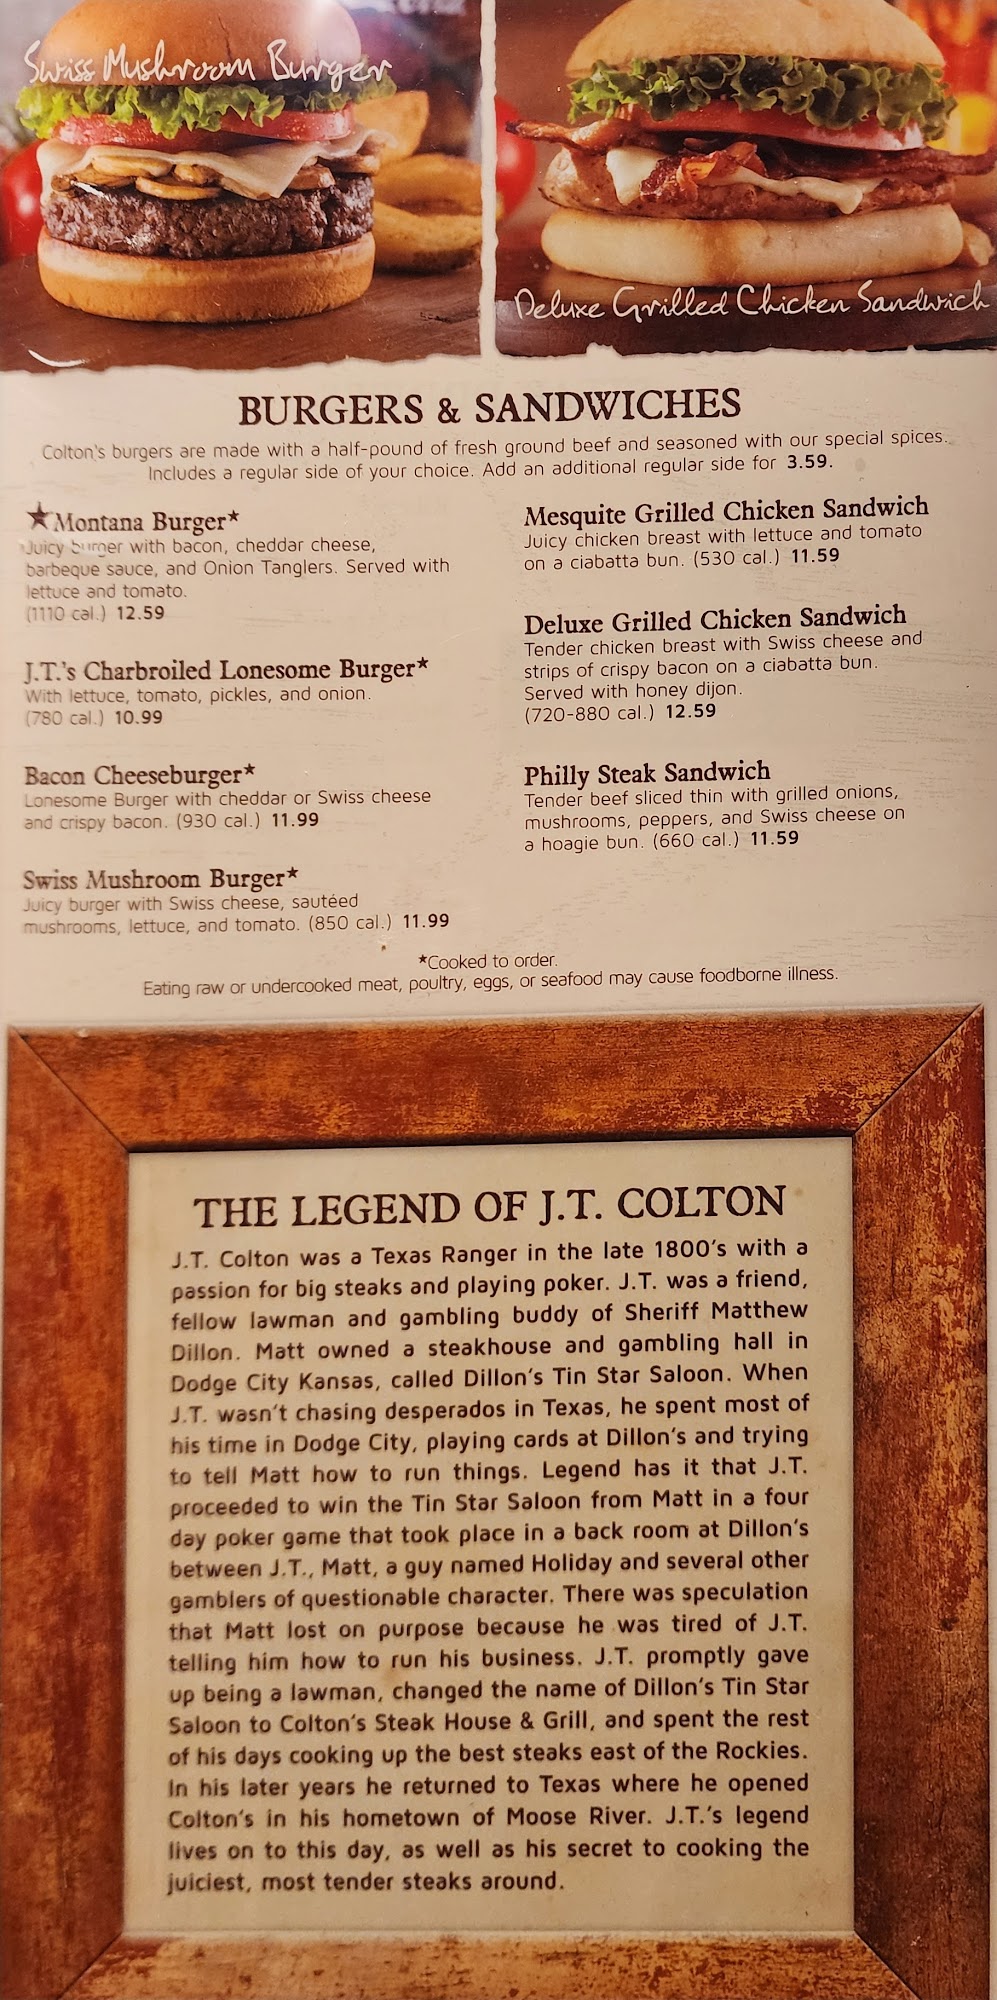 Swiss Mushroom Burger
Deluxe Grilled Chicken Sandwich
BURGERS & SANDWICHES
Colton's burgers are made with a half-pound of fresh ground beef and seasoned with our special spices.
Includes a regular side of your choice. Add an additional regular side for 3.59.
★Montana Burger★
Juicy burger with bacon, cheddar cheese,
barbeque sauce, and Onion Tanglers. Served with
lettuce and tomato.
(1110 cal.) 12.59
J.T.'s Charbroiled Lonesome Burger★
With lettuce, tomato, pickles, and onion.
(780 cal.) 10.99
Bacon Cheeseburger★
Lonesome Burger with cheddar or Swiss cheese
and crispy bacon. (930 cal.) 11.99
Swiss Mushroom Burger★
Juicy burger with Swiss cheese, sautéed
mushrooms, lettuce, and tomato. (850 cal.) 11.99
Mesquite Grilled Chicken Sandwich
Juicy chicken breast with lettuce and tomato
on a ciabatta bun. (530 cal.) 11.59
Deluxe Grilled Chicken Sandwich
Tender chicken breast with Swiss cheese and
strips of crispy bacon on a ciabatta bun.
Served with honey dijon.
(720-880 cal.) 12.59
Philly Steak Sandwich
Tender beef sliced thin with grilled onions,
mushrooms, peppers, and Swiss cheese on
a hoagie bun. (660 cal.) 11.59
★Cooked to order.
Eating raw or undercooked meat, poultry, eggs, or seafood may cause foodborne illness.
THE LEGEND OF J.T. COLTON
J.T. Colton was a Texas Ranger in the late 1800's with a
passion for big steaks and playing poker. J.T. was a friend,
fellow lawman and gambling buddy of Sheriff Matthew
Dillon. Matt owned a steakhouse and gambling hall in
Dodge City Kansas, called Dillon's Tin Star Saloon. When
J.T. wasn't chasing desperados in Texas, he spent most of
his time in Dodge City, playing cards at Dillon's and trying
to tell Matt how to run things. Legend has it that J.T.
proceeded to win the Tin Star Saloon from Matt in a four
day poker game that took place in a back room at Dillon's
between J.T., Matt, a guy named Holiday and several other
gamblers of questionable character. There was speculation
that Matt lost on purpose because he was tired of J.T.
telling him how to run his business. J.T. promptly gave
up being a lawman, changed the name of Dillon's Tin Star
Saloon to Colton's Steak House & Grill, and spent the rest
of his days cooking up the best steaks east of the Rockies.
In his later years he returned to Texas where he opened
Colton's in his hometown of Moose River. J.T.'s legend
lives on to this day, as well as his secret to cooking the
juiciest, most tender steaks around.